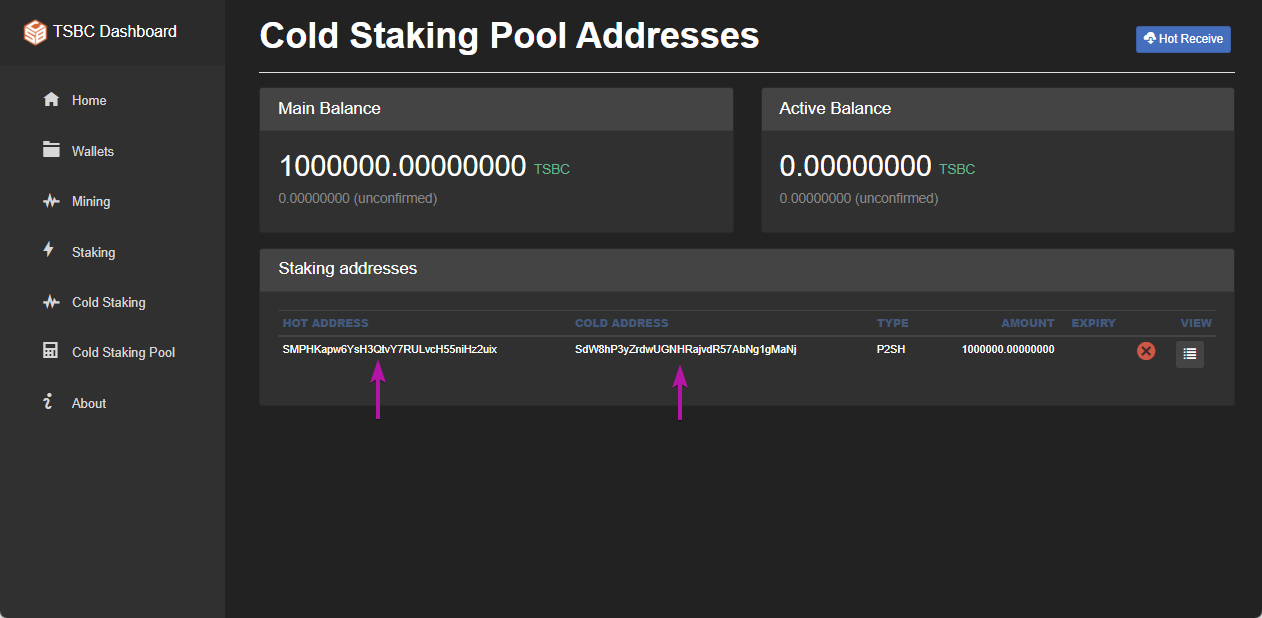 TSBC Dashboard
Home
Wallets
Mining
Staking
Cold Staking
Cold Staking Pool
About
Cold Staking Pool Addresses
Hot Receive
Main Balance
1000000.00000000 TSBC
0.00000000 (unconfirmed)
Active Balance
0.00000000 TSBC
0.00000000 (unconfirmed)
Staking addresses
HOT ADDRESS COLD ADDRESS TYPE AMOUNT EXPIRY VIEW
SMPHKapw6YsH3QtvY7RULvcH55niHz2uix SdW8hP3yZrdwUGNHRajvdR57AbNg1gMaNj P2SH 1000000.00000000